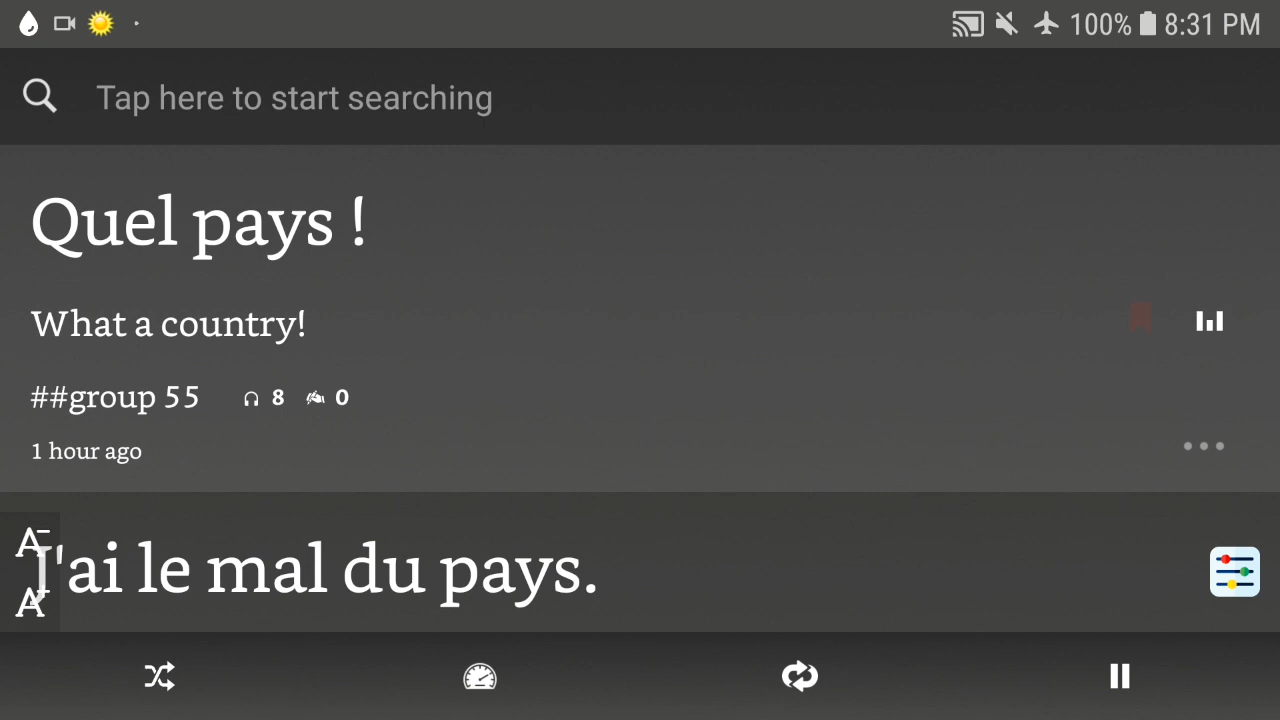 100% 8:31 PM
Tap here to start searching
Quel pays !
What a country!
##group 55 8 0
1 hour ago
A-
J'ai le mal du pays.
A+